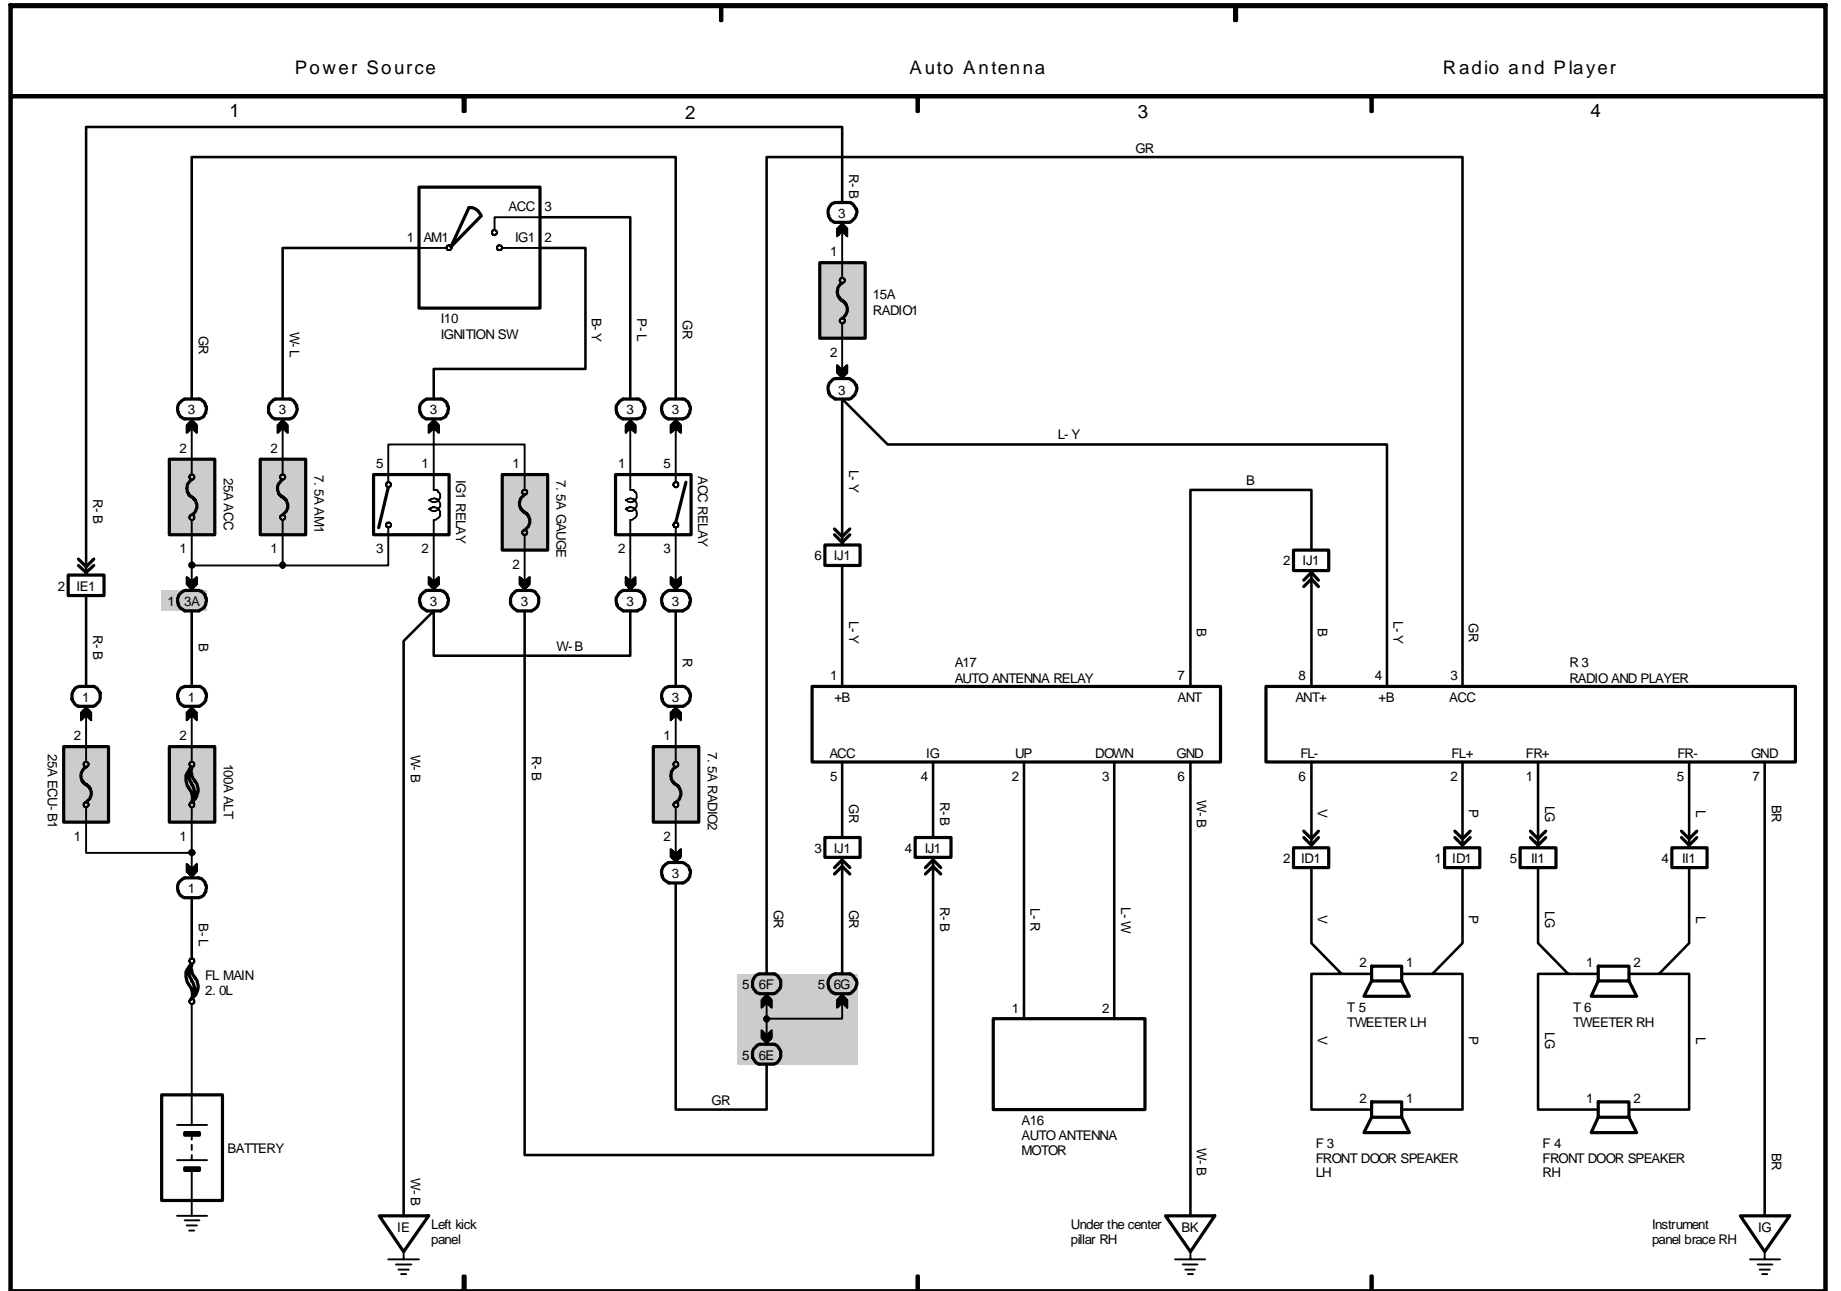 Power Source
Auto Antenna
Radio and Player
1
2
3
4
GR
R-B
3
ACC 3
1 AM1
IG1 2
I10
IGNITION SW
1
15A
RADIO1
2
3
GR
W-L
B-Y
P-L
GR
3
3
3
3
3
L-Y
2
2
5
1
1
1
5
25A ACC
7. 5A AM1
IG1 RELAY
7. 5A GAUGE
ACC RELAY
1
1
3
2
2
2
3
R-B
L-Y
B
6 IJ1
2 IJ1
2 IE1
1 3A
3
3
3
3
R-B
B
W-B
R
L-Y
B
B
L-Y
GR
1
1
3
A17
AUTO ANTENNA RELAY
R 3
RADIO AND PLAYER
1
7
8
4
3
+B
ANT
ANT+
+B
ACC
2
2
1
25A ECU-B1
100A ALT
7. 5A RADIO2
W-B
R-B
ACC
IG
UP
DOWN
GND
FL-
FL+
FR+
FR-
GND
5
4
2
3
6
6
2
1
5
7
1
1
2
GR
R-B
W-B
V
P
LG
L
BR
3 IJ1
4 IJ1
2 ID1
1 ID1
5 II1
4 II1
1
3
B-L
GR
GR
R-B
L-R
L-W
V
P
LG
L
FL MAIN
2. 0L
5 6F
5 6G
2
1
1
2
T 5
TWEETER LH
T 6
TWEETER RH
1
2
5 6E
V
P
LG
L
GR
2
1
1
2
BATTERY
A16
AUTO ANTENNA
MOTOR
F 3
FRONT DOOR SPEAKER
LH
F 4
FRONT DOOR SPEAKER
RH
W-B
W-B
BR
IE
Left kick
panel
Under the center
pillar RH
BK
Instrument
panel brace RH
IG